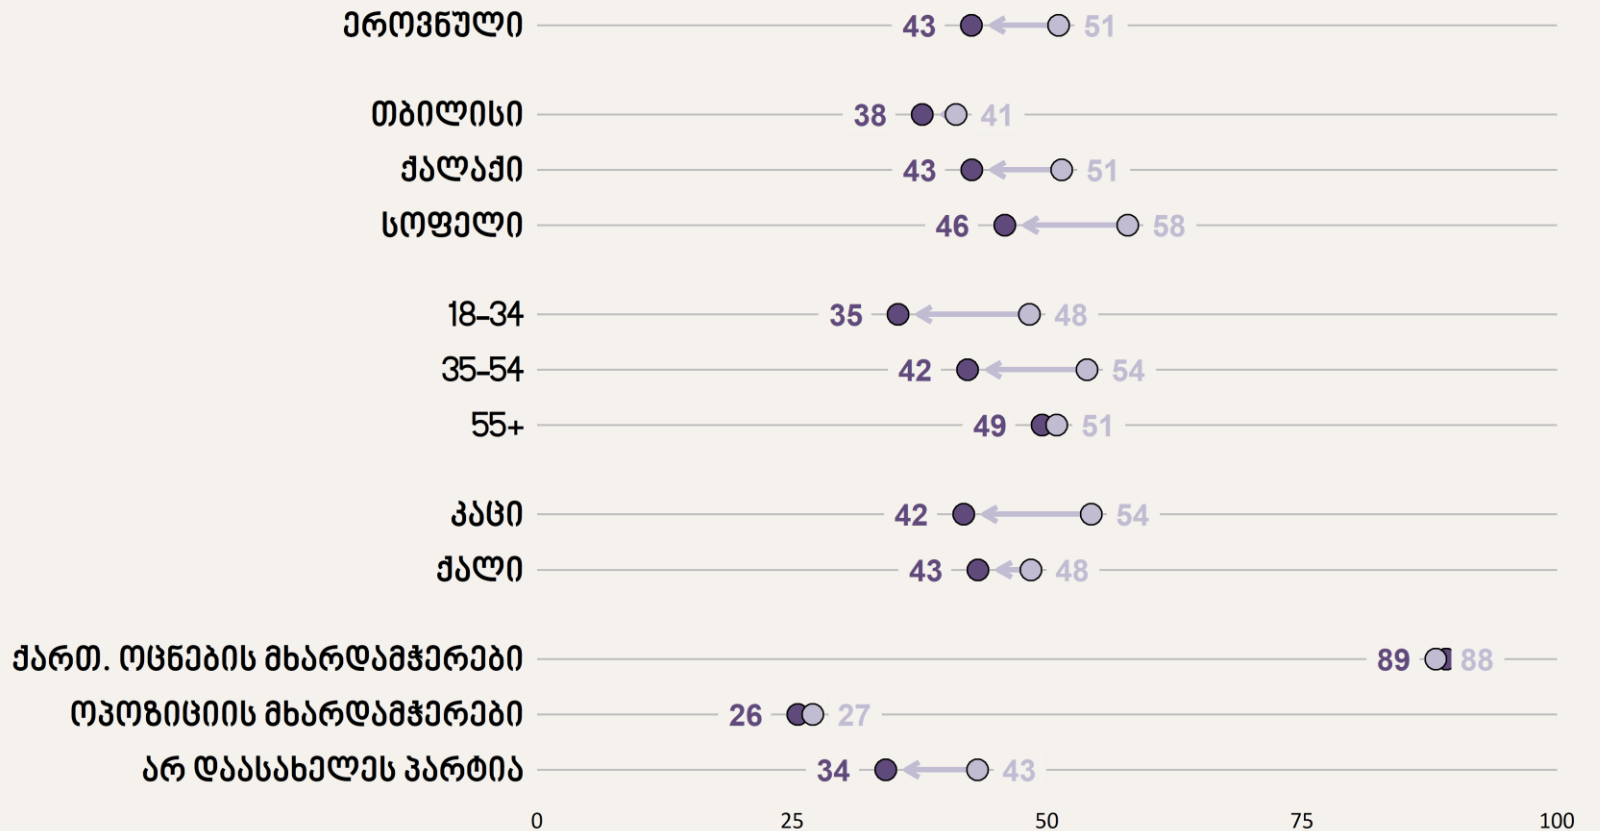 ეროვნული 43 51
თბილისი 38 41
ქალაქი 43 51
სოფელი 46 58
18–34 35 48
35–54 42 54
55+ 49 51
კაცი 42 54
ქალი 43 48
ქართ. ოცნების მხარდამჭერები 89 88
ოპოზიციის მხარდამჭერები 26 27
არ დაასახელეს პარტია 34 43
0 25 50 75 100